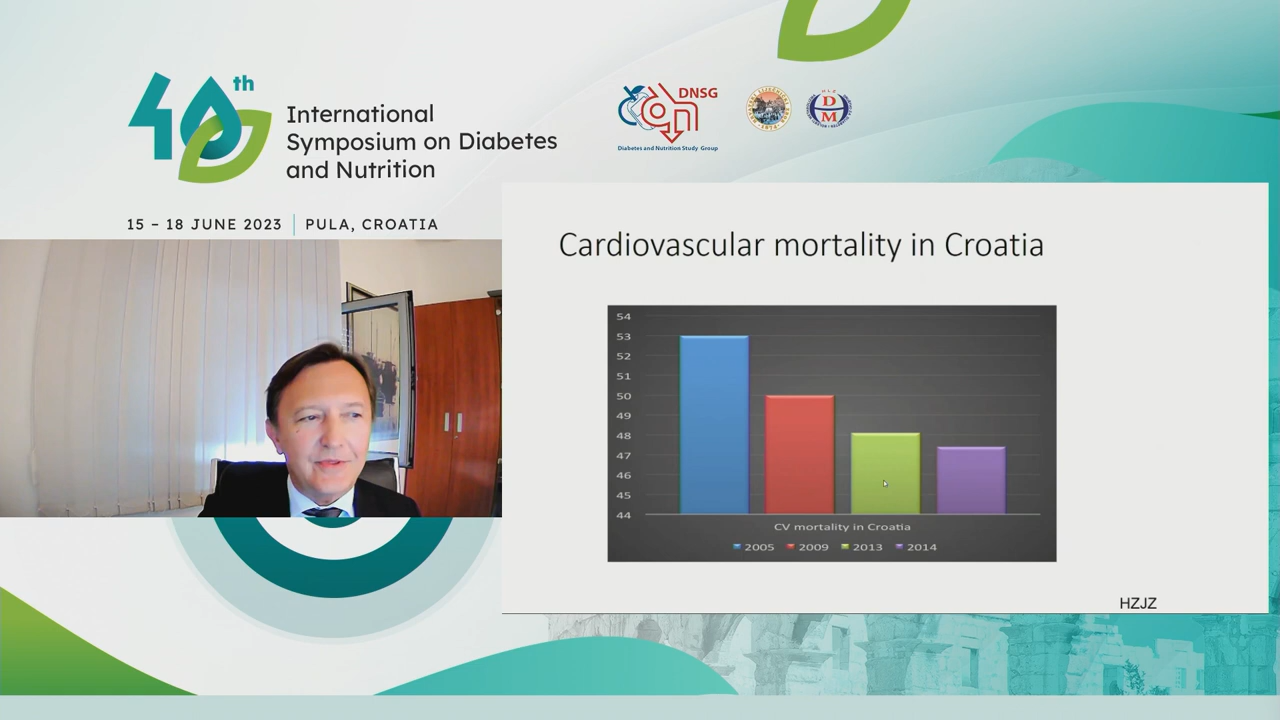 40th
International
Symposium on Diabetes
and Nutrition
15 – 18 JUNE 2023 | PULA, CROATIA
DNSG
Diabetes and Nutrition Study Group
DM
Cardiovascular mortality in Croatia
54
53
52
51
50
49
48
47
46
45
44
CV mortality in Croatia
2005 2009 2013 2014
HZJZ